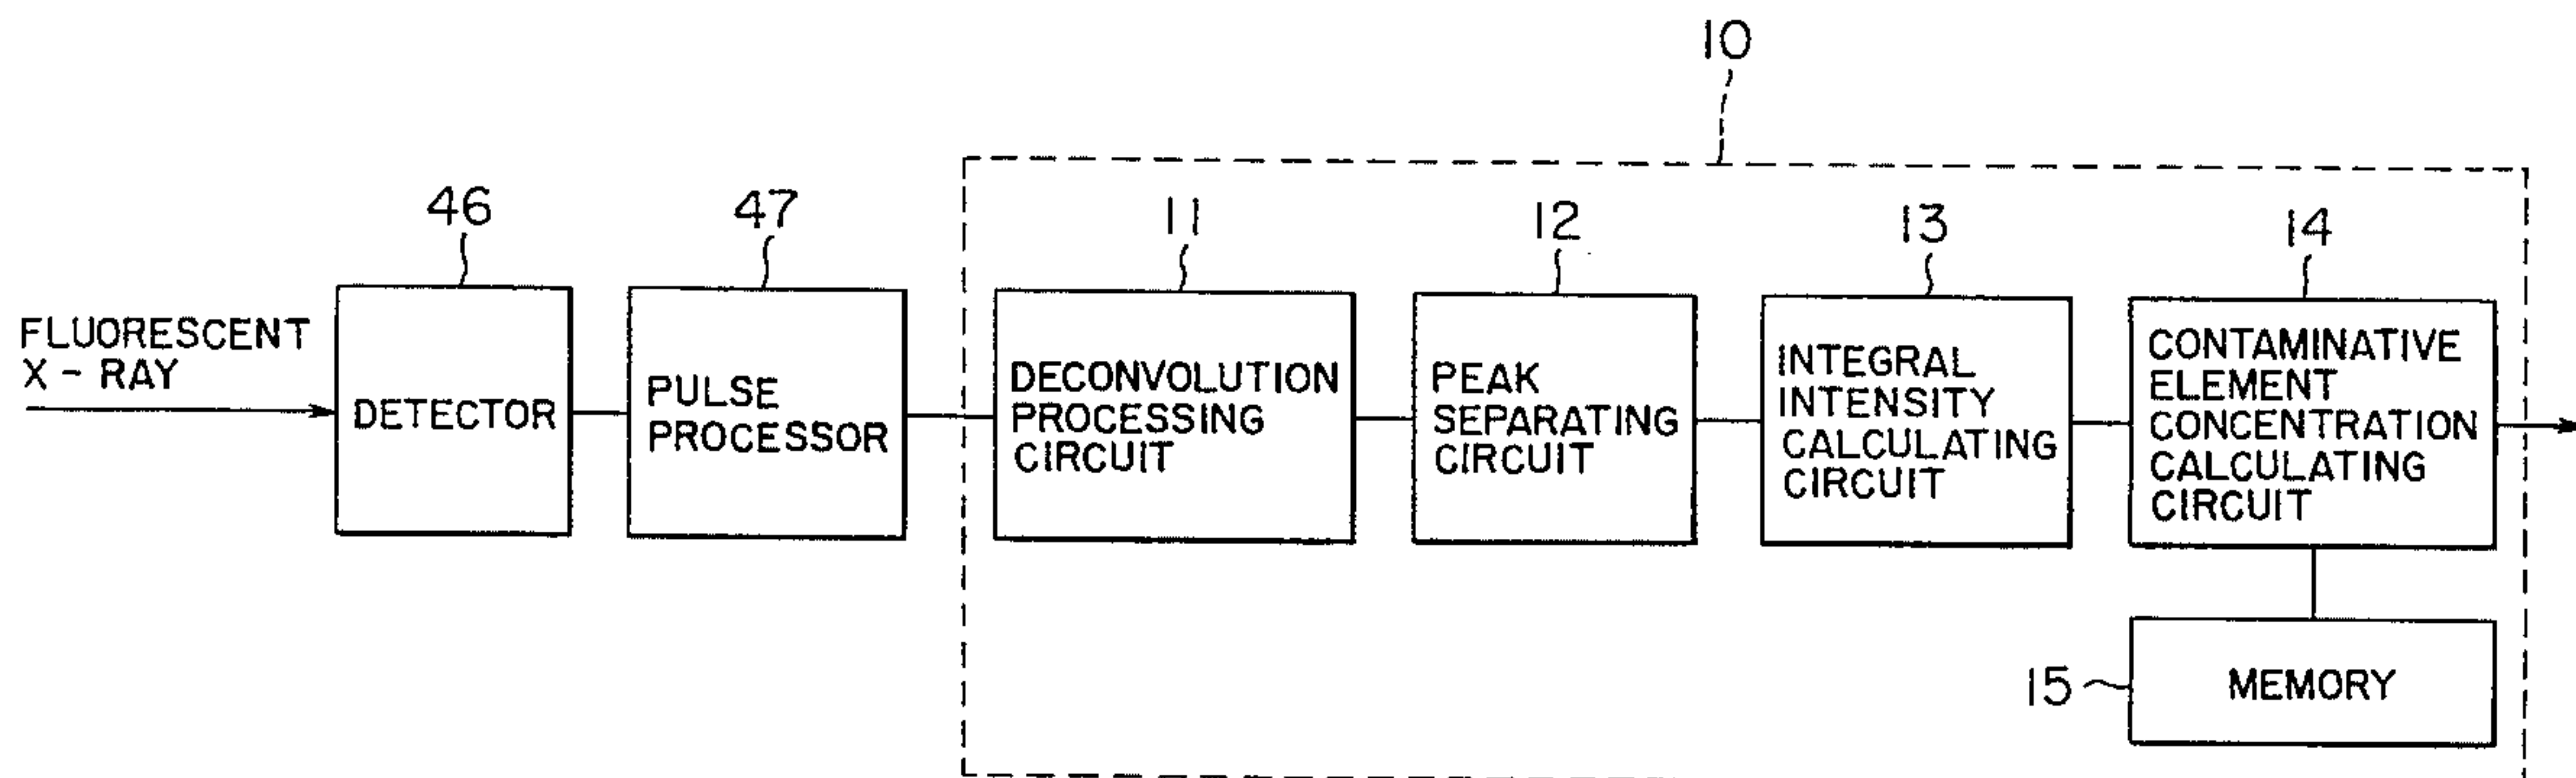 10
46
47
11
12
13
14
FLUORESCENT
X - RAY
DETECTOR
PULSE
PROCESSOR
DECONVOLUTION
PROCESSING
CIRCUIT
PEAK
SEPARATING
CIRCUIT
INTEGRAL
INTENSITY
CALCULATING
CIRCUIT
CONTAMINATIVE
ELEMENT
CONCENTRATION
CALCULATING
CIRCUIT
15
MEMORY